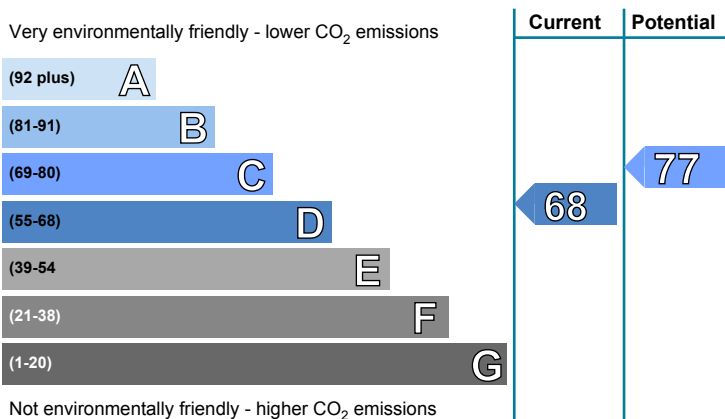 Very environmentally friendly - lower CO₂ emissions
Current
Potential
(92 plus) A
(81-91) B
(69-80) C
(55-68) D
(39-54 E
(21-38) F
(1-20) G
68
77
Not environmentally friendly - higher CO₂ emissions